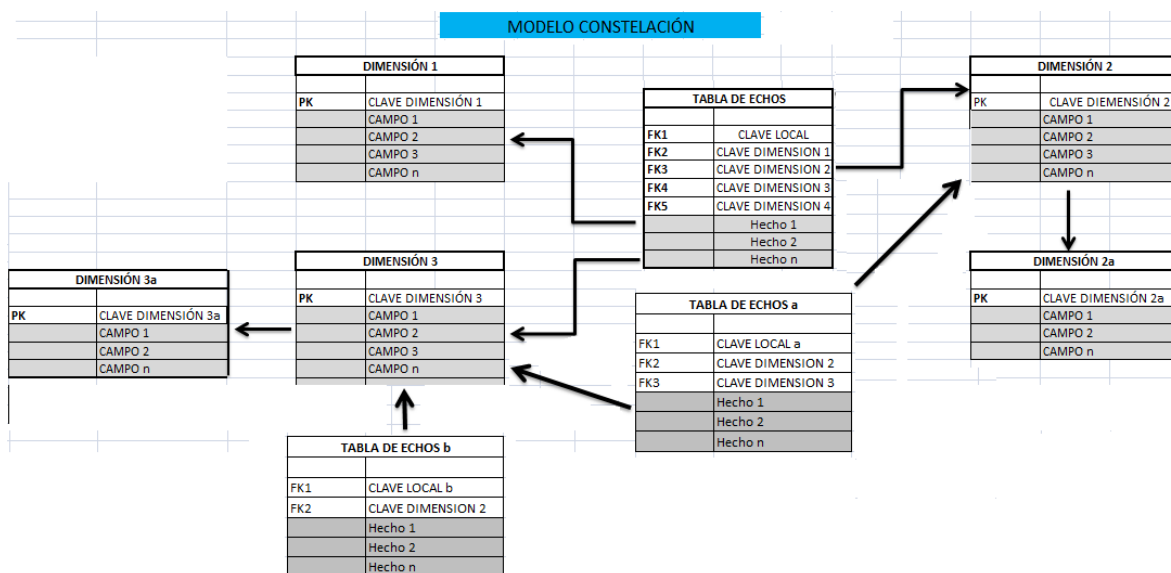 MODELO CONSTELACIÓN
DIMENSIÓN 1
PK CLAVE DIMENSIÓN 1
CAMPO 1
CAMPO 2
CAMPO 3
CAMPO n
TABLA DE ECHOS
FK1 CLAVE LOCAL
FK2 CLAVE DIMENSION 1
FK3 CLAVE DIMENSION 2
FK4 CLAVE DIMENSION 3
FK5 CLAVE DIMENSION 4
Hecho 1
Hecho 2
Hecho n
DIMENSIÓN 2
PK CLAVE DIEMENSIÓN 2
CAMPO 1
CAMPO 2
CAMPO 3
CAMPO n
DIMENSIÓN 3a
PK CLAVE DIMENSIÓN 3a
CAMPO 1
CAMPO 2
CAMPO n
DIMENSIÓN 3
PK CLAVE DIMENSIÓN 3
CAMPO 1
CAMPO 2
CAMPO 3
CAMPO n
TABLA DE ECHOS a
FK1 CLAVE LOCAL a
FK2 CLAVE DIMENSION 2
FK3 CLAVE DIMENSION 3
Hecho 1
Hecho 2
Hecho n
DIMENSIÓN 2a
PK CLAVE DIMENSIÓN 2a
CAMPO 1
CAMPO 2
CAMPO n
TABLA DE ECHOS b
FK1 CLAVE LOCAL b
FK2 CLAVE DIMENSION 2
Hecho 1
Hecho 2
Hecho n